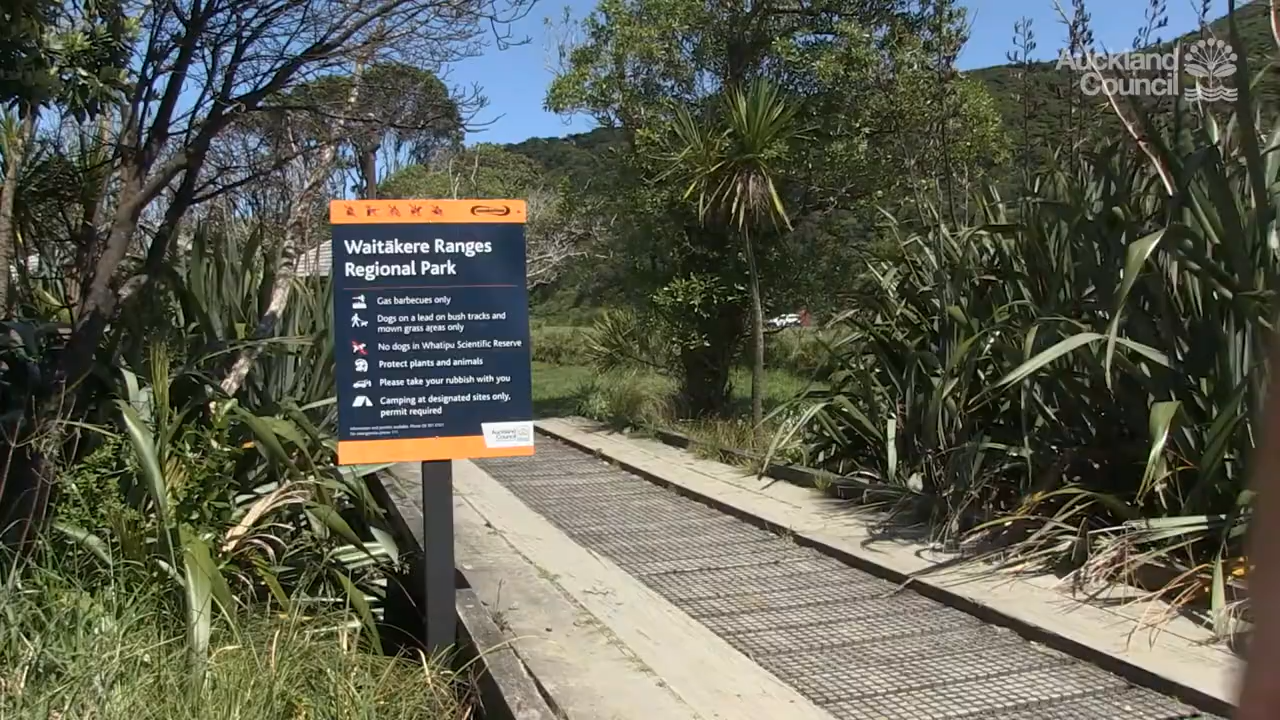 Auckland
Council
Waitākere Ranges
Regional Park
Gas barbecues only
Dogs on a lead on bush tracks and
mown grass areas only
No dogs in Whatipu Scientific Reserve
Protect plants and animals
Please take your rubbish with you
Camping at designated sites only,
permit required
Auckland
Council